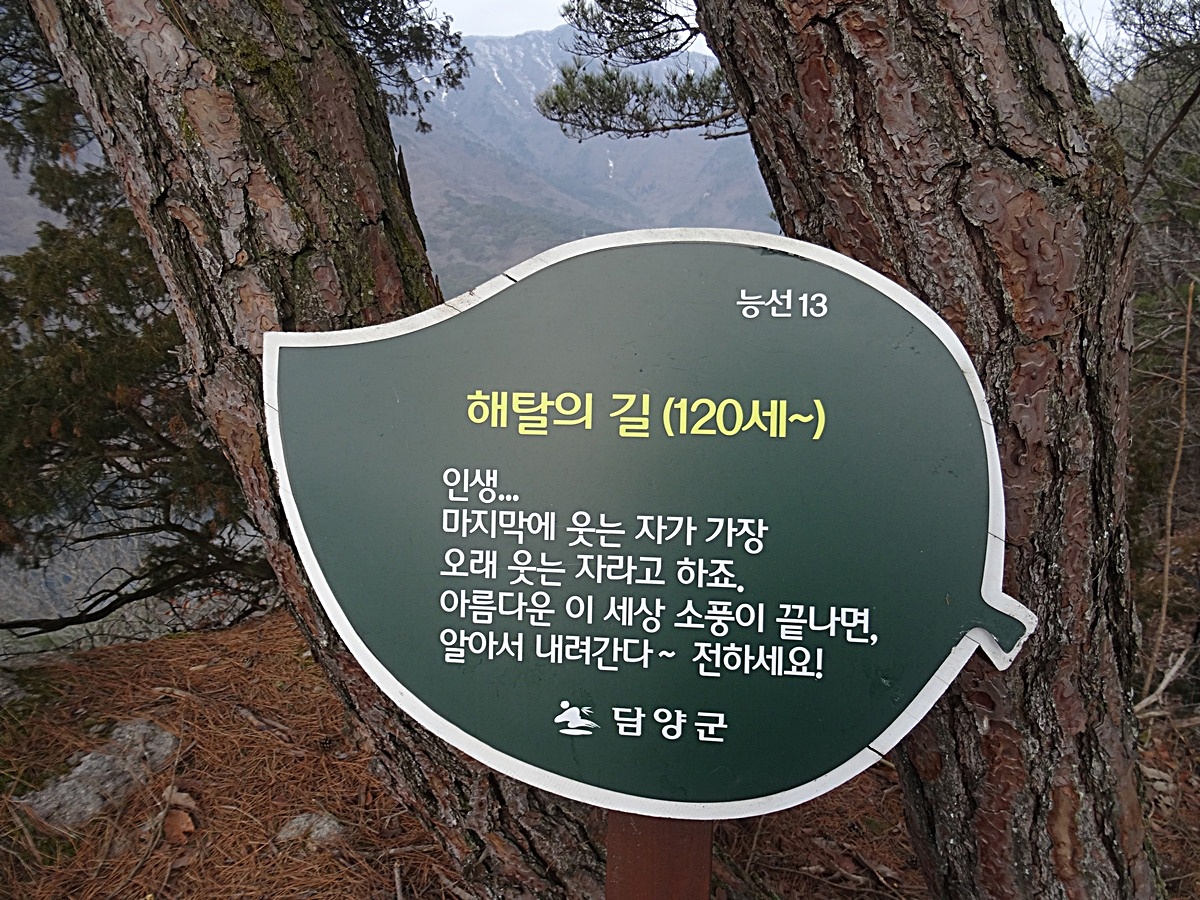 능선 13
해탈의 길 (120세~)
인생...
마지막에 웃는 자가 가장
오래 웃는 자라고 하죠.
아름다운 이 세상 소풍이 끝나면,
알아서 내려간다~ 전하세요!
담양군